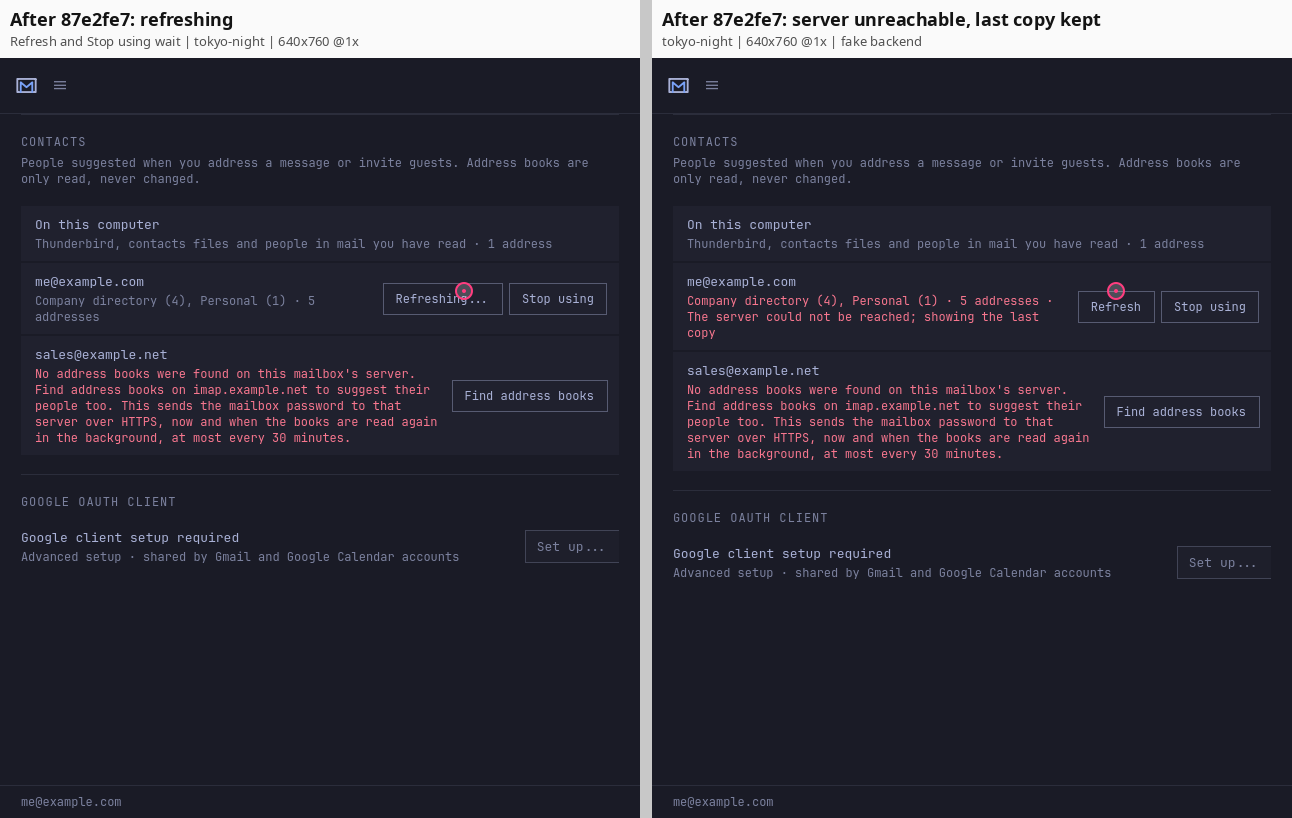 After 87e2fe7: refreshing
Refresh and Stop using wait | tokyo-night | 640x760 @1x
CONTACTS
People suggested when you address a message or invite guests. Address books are
only read, never changed.
On this computer
Thunderbird, contacts files and people in mail you have read · 1 address
me@example.com
Company directory (4), Personal (1) · 5
addresses
Refreshing...
Stop using
sales@example.net
No address books were found on this mailbox's server.
Find address books on imap.example.net to suggest their
people too. This sends the mailbox password to that
server over HTTPS, now and when the books are read again
in the background, at most every 30 minutes.
Find address books
GOOGLE OAUTH CLIENT
Google client setup required
Advanced setup · shared by Gmail and Google Calendar accounts
Set up...
me@example.com
After 87e2fe7: server unreachable, last copy kept
tokyo-night | 640x760 @1x | fake backend
CONTACTS
People suggested when you address a message or invite guests. Address books are
only read, never changed.
On this computer
Thunderbird, contacts files and people in mail you have read · 1 address
me@example.com
Company directory (4), Personal (1) · 5 addresses ·
The server could not be reached; showing the last
copy
Refresh
Stop using
sales@example.net
No address books were found on this mailbox's server.
Find address books on imap.example.net to suggest their
people too. This sends the mailbox password to that
server over HTTPS, now and when the books are read again
in the background, at most every 30 minutes.
Find address books
GOOGLE OAUTH CLIENT
Google client setup required
Advanced setup · shared by Gmail and Google Calendar accounts
Set up...
me@example.com